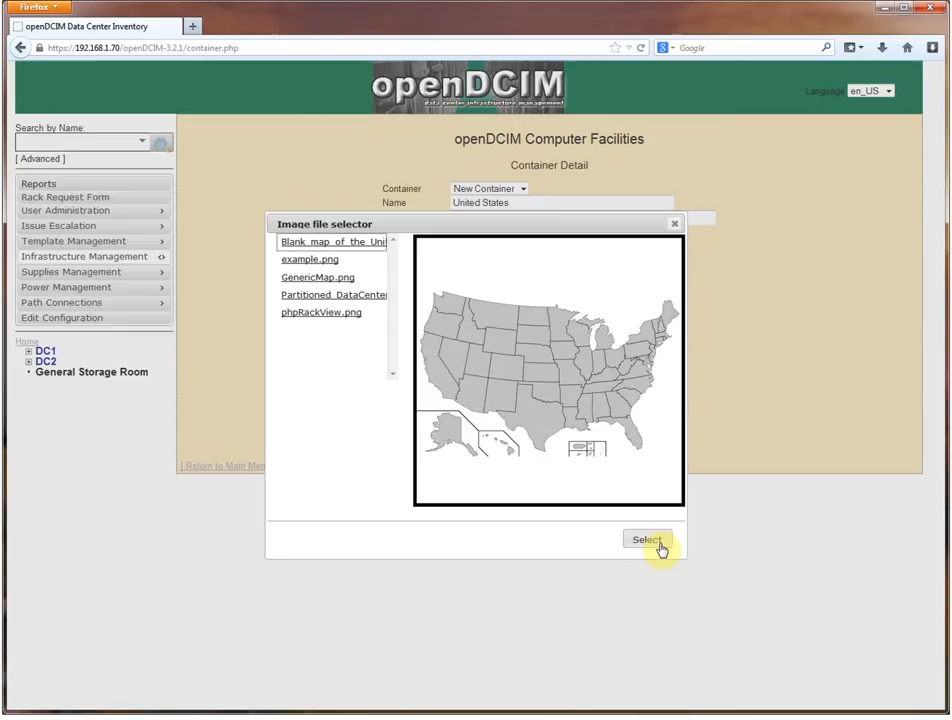 Firefox
openDCIM Data Center Inventory
https://192.168.1.70/openDCIM-3.2.1/container.php
Google
openDCIM
data center infrastructure management
Language en_US
Search by Name:
[ Advanced ]
Reports
Rack Request Form
User Administration
Issue Escalation
Template Management
Infrastructure Management
Supplies Management
Power Management
Path Connections
Edit Configuration
Home
DC1
DC2
General Storage Room
openDCIM Computer Facilities
Container Detail
Container New Container
Name United States
Image file selector
Blank_map_of_the_Uni
example.png
GenericMap.png
Partitioned_DataCenter
phpRackView.png
[ Return to Main Men
Select